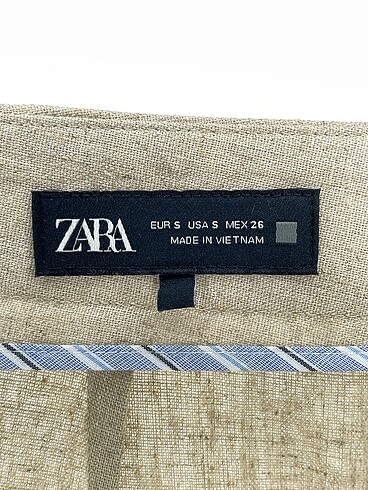 ZARA
EUR S USA S MEX 26
MADE IN VIETNAM